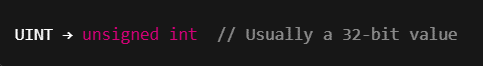 UINT → unsigned int  // Usually a 32-bit value